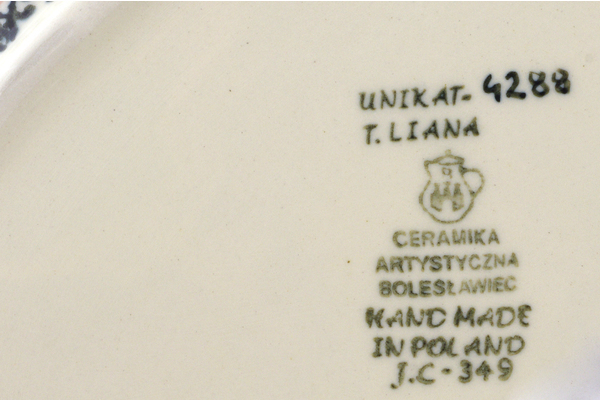 UNIKAT- 4288
T. LIANA
CERAMIKA
ARTYSTYCZNA
BOLESŁAWIEC
HAND MADE
IN POLAND
J.C - 349